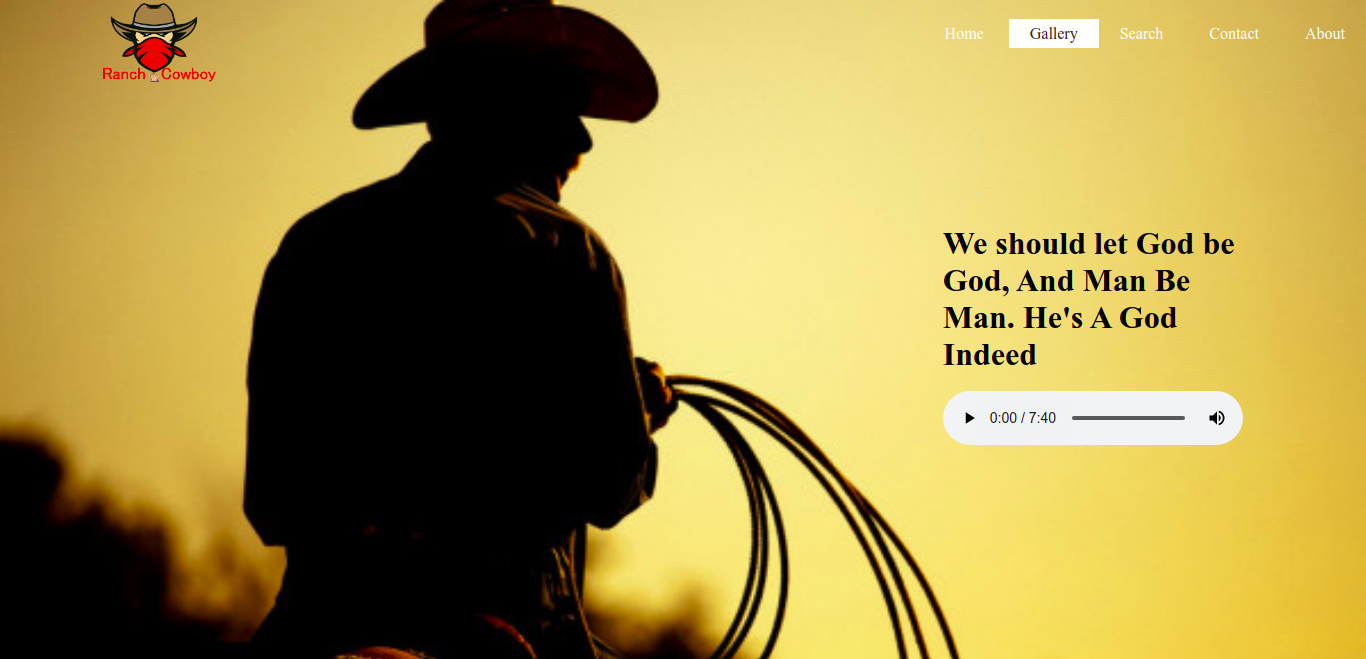 Ranch Cowboy
Home Gallery Search Contact About
We should let God be
God, And Man Be
Man. He's A God
Indeed
0:00 / 7:40